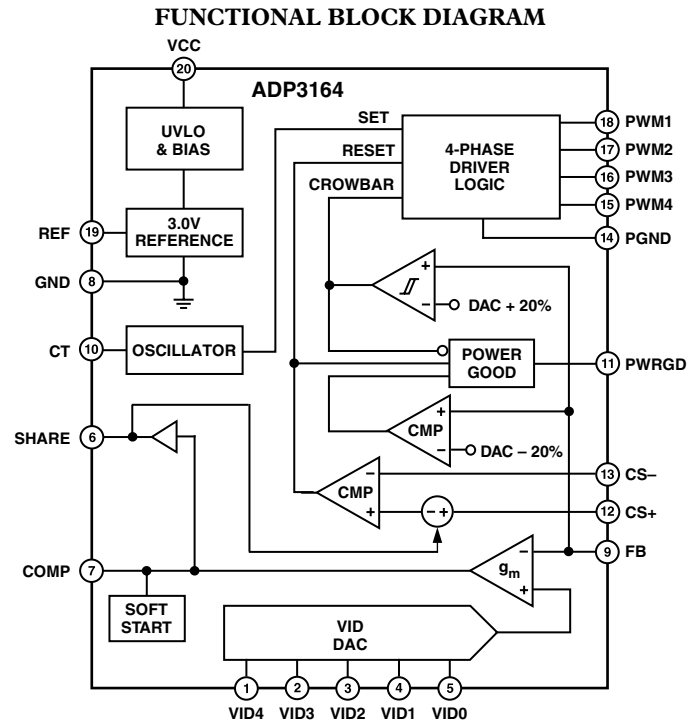 FUNCTIONAL BLOCK DIAGRAM
VCC
20
ADP3164
UVLO
& BIAS
SET
RESET
CROWBAR
4-PHASE
DRIVER
LOGIC
18 PWM1
17 PWM2
16 PWM3
15 PWM4
14 PGND
REF 19
3.0V
REFERENCE
GND 8
+
–
DAC + 20%
CT 10
OSCILLATOR
POWER
GOOD
11 PWRGD
SHARE 6
CMP
+
–
DAC – 20%
CMP
–
+
– +
13 CS–
12 CS+
9 FB
COMP 7
gm
–
+
SOFT
START
VID
DAC
1 2 3 4 5
VID4 VID3 VID2 VID1 VID0